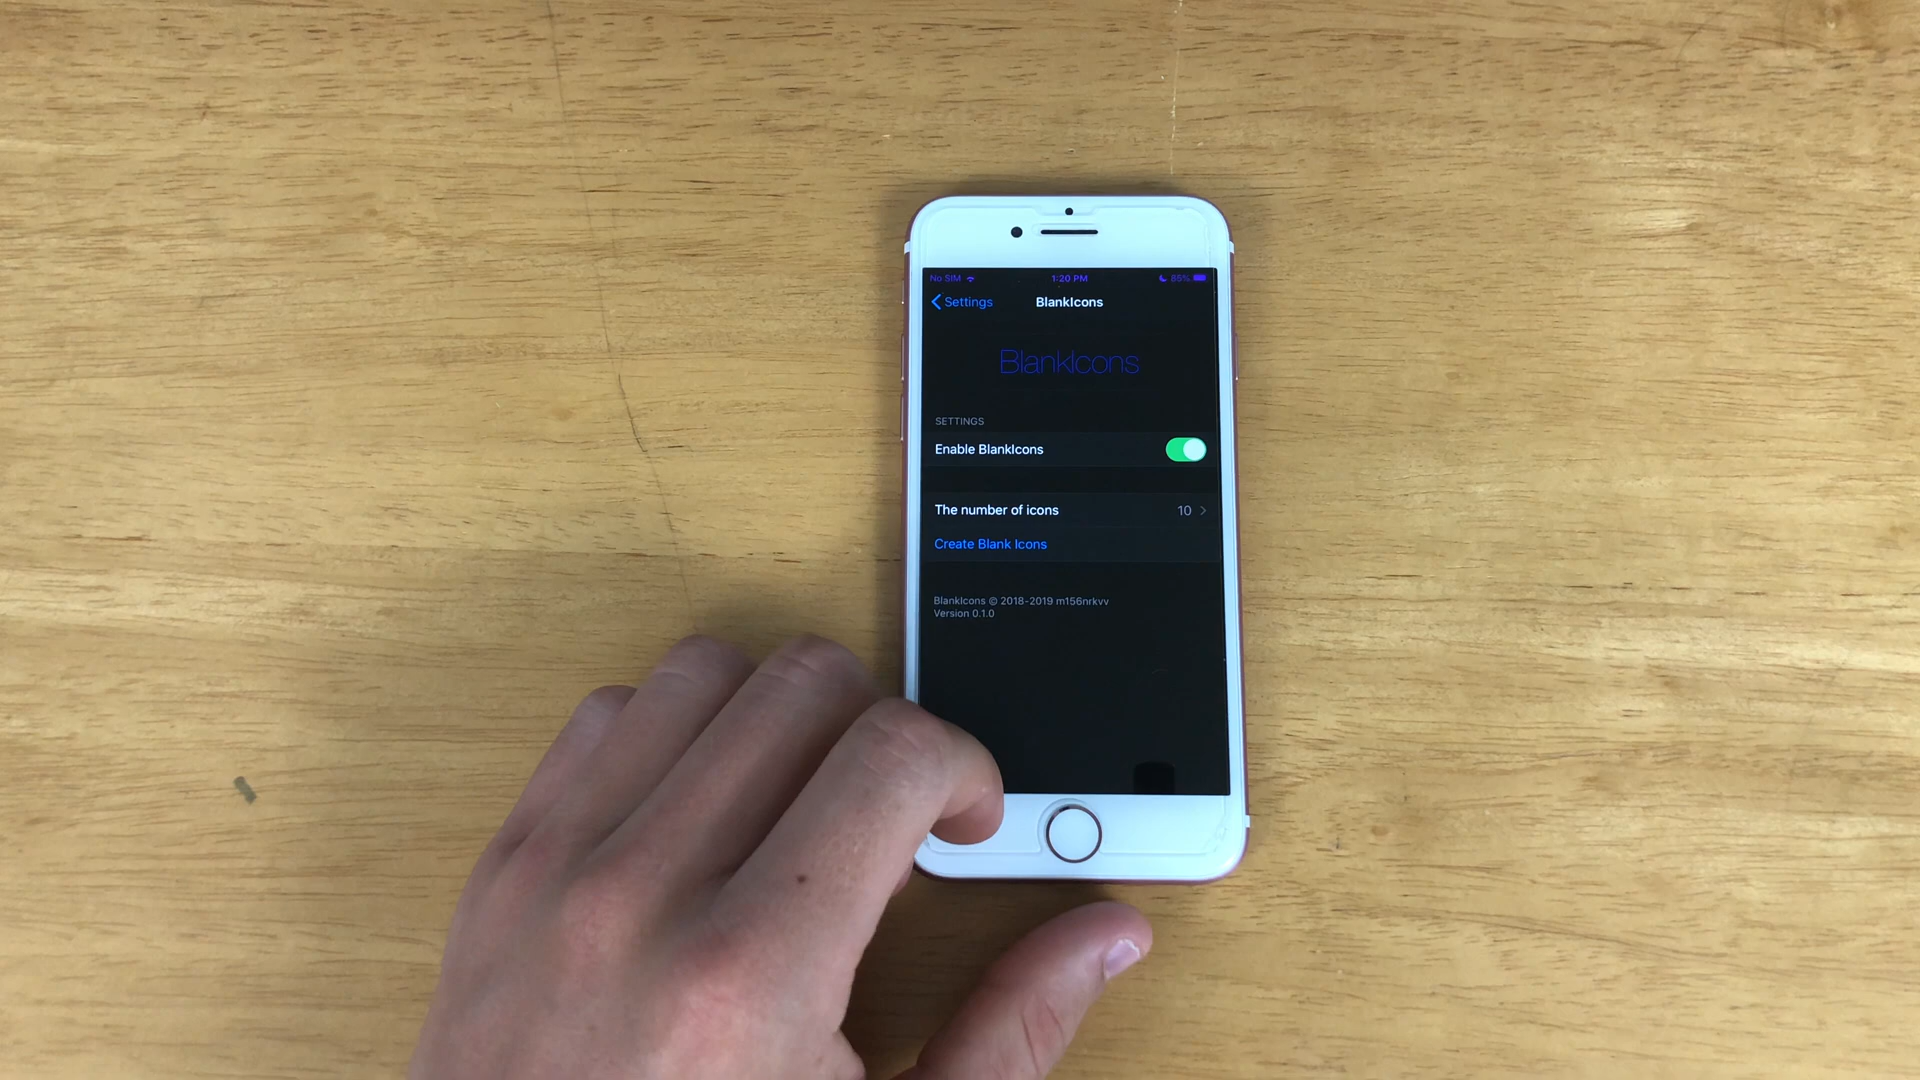 No SIM 1:20 PM 85%
Settings BlankIcons
BlankIcons
SETTINGS
Enable BlankIcons
The number of icons 10
Create Blank Icons
BlankIcons © 2018-2019 m156nrkvv
Version 0.1.0